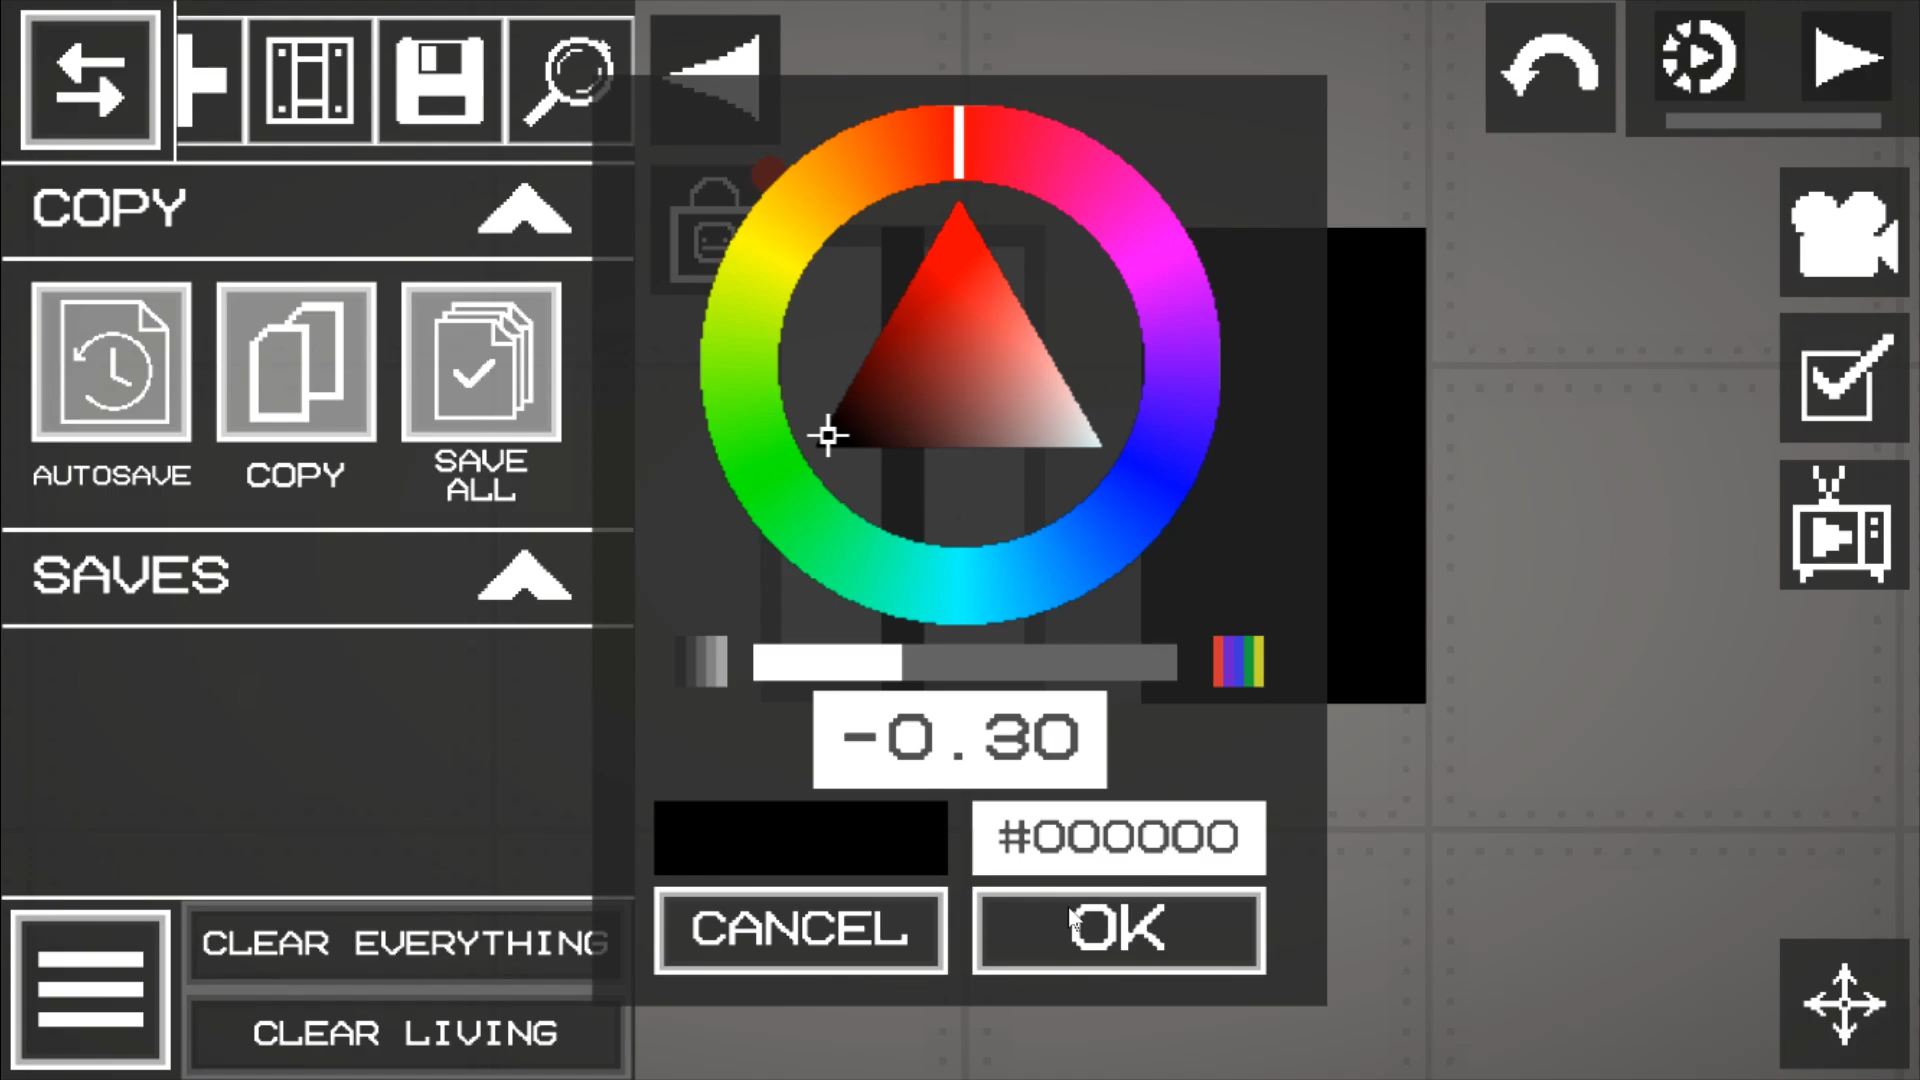 COPY
AUTOSAVE
COPY
SAVE
ALL
SAVES
CLEAR EVERYTHING
CLEAR LIVING
-0.30
#000000
CANCEL
OK